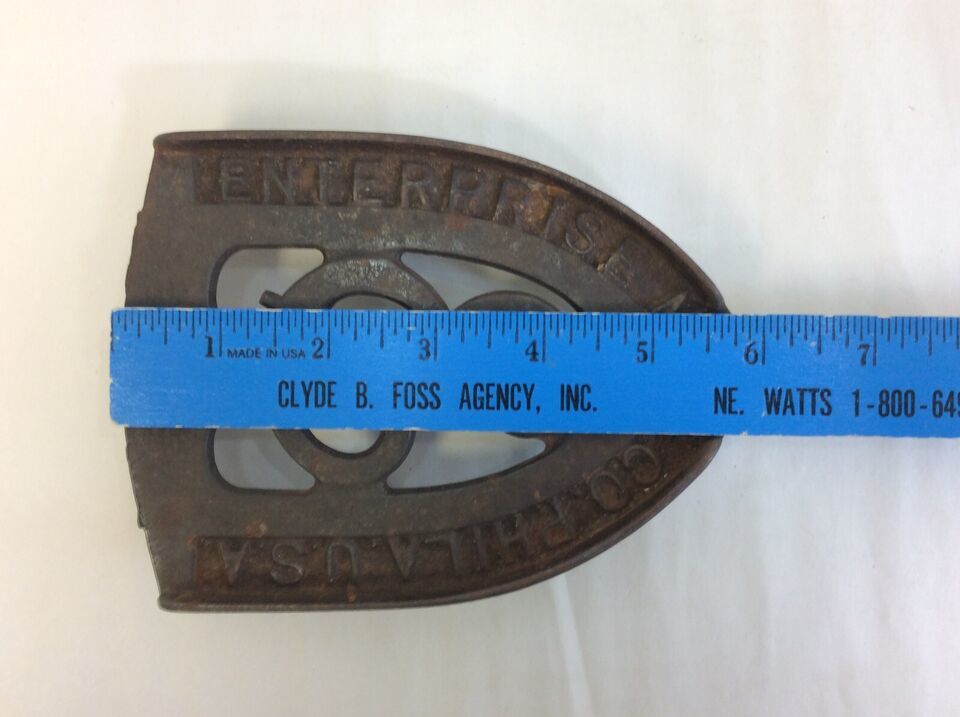 ENTERPRISE
1 MADE IN USA 2 3 4 5 6 7
CLYDE B. FOSS AGENCY, INC. NE. WATTS 1-800-649
CO. PHILA. U.S.A.